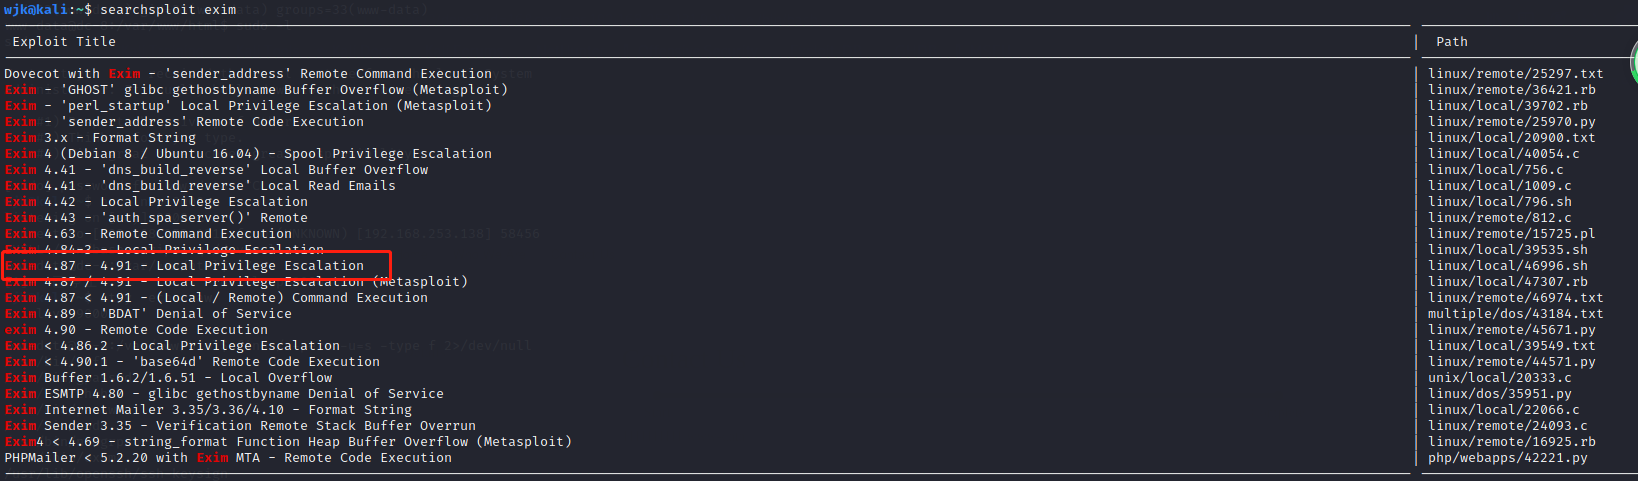 wjk@kali:~$ searchsploit exim
Exploit Title | Path
Dovecot with Exim - 'sender_address' Remote Command Execution | linux/remote/25297.txt
Exim - 'GHOST' glibc gethostbyname Buffer Overflow (Metasploit) | linux/remote/36421.rb
Exim - 'perl_startup' Local Privilege Escalation (Metasploit) | linux/local/39702.rb
Exim - 'sender_address' Remote Code Execution | linux/remote/25970.py
Exim 3.x - Format String | linux/local/20900.txt
Exim 4 (Debian 8 / Ubuntu 16.04) - Spool Privilege Escalation | linux/local/40054.c
Exim 4.41 - 'dns_build_reverse' Local Buffer Overflow | linux/local/756.c
Exim 4.41 - 'dns_build_reverse' Local Read Emails | linux/local/1009.c
Exim 4.42 - Local Privilege Escalation | linux/local/796.sh
Exim 4.43 - 'auth_spa_server()' Remote | linux/remote/812.c
Exim 4.63 - Remote Command Execution | linux/remote/15725.pl
Exim 4.84-3 - Local Privilege Escalation | linux/local/39535.sh
Exim 4.87 - 4.91 - Local Privilege Escalation | linux/local/46996.sh
Exim 4.87 / 4.91 - Local Privilege Escalation (Metasploit) | linux/local/47307.rb
Exim 4.87 < 4.91 - (Local / Remote) Command Execution | linux/remote/46974.txt
Exim 4.89 - 'BDAT' Denial of Service | multiple/dos/43184.txt
exim 4.90 - Remote Code Execution | linux/remote/45671.py
Exim < 4.86.2 - Local Privilege Escalation | linux/local/39549.txt
Exim < 4.90.1 - 'base64d' Remote Code Execution | linux/remote/44571.py
Exim Buffer 1.6.2/1.6.51 - Local Overflow | unix/local/20333.c
Exim ESMTP 4.80 - glibc gethostbyname Denial of Service | linux/dos/35951.py
Exim Internet Mailer 3.35/3.36/4.10 - Format String | linux/local/22066.c
Exim Sender 3.35 - Verification Remote Stack Buffer Overrun | linux/remote/24093.c
Exim4 < 4.69 - string_format Function Heap Buffer Overflow (Metasploit) | linux/remote/16925.rb
PHPMailer < 5.2.20 with Exim MTA - Remote Code Execution | php/webapps/42221.py